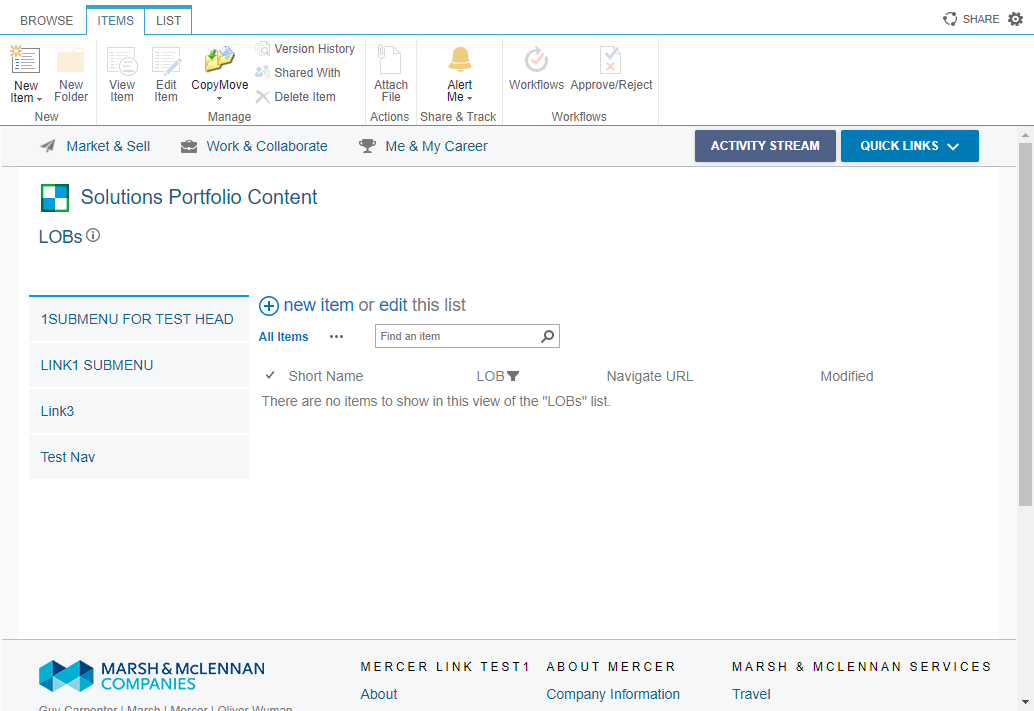 BROWSE ITEMS LIST SHARE
New Item New Folder View Item Edit Item CopyMove Version History Shared With Delete Item Attach File Alert Me Workflows Approve/Reject
New Manage Actions Share & Track Workflows
Market & Sell Work & Collaborate Me & My Career ACTIVITY STREAM QUICK LINKS
Solutions Portfolio Content
LOBs
new item or edit this list
1SUBMENU FOR TEST HEAD
All Items ••• Find an item
LINK1 SUBMENU
Short Name LOB Navigate URL Modified
There are no items to show in this view of the "LOBs" list.
Link3
Test Nav
MARSH & McLENNAN
COMPANIES
MERCER LINK TEST1 ABOUT MERCER MARSH & MCLENNAN SERVICES
About Company Information Travel
Guy Carpenter | Marsh | Mercer | Oliver Wyman